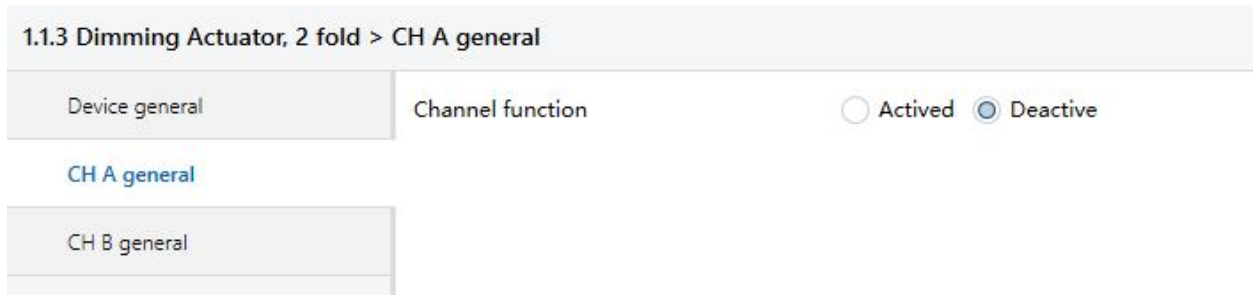 1.1.3 Dimming Actuator, 2 fold > CH A general
Device general
Channel function Actived Deactive
CH A general
CH B general